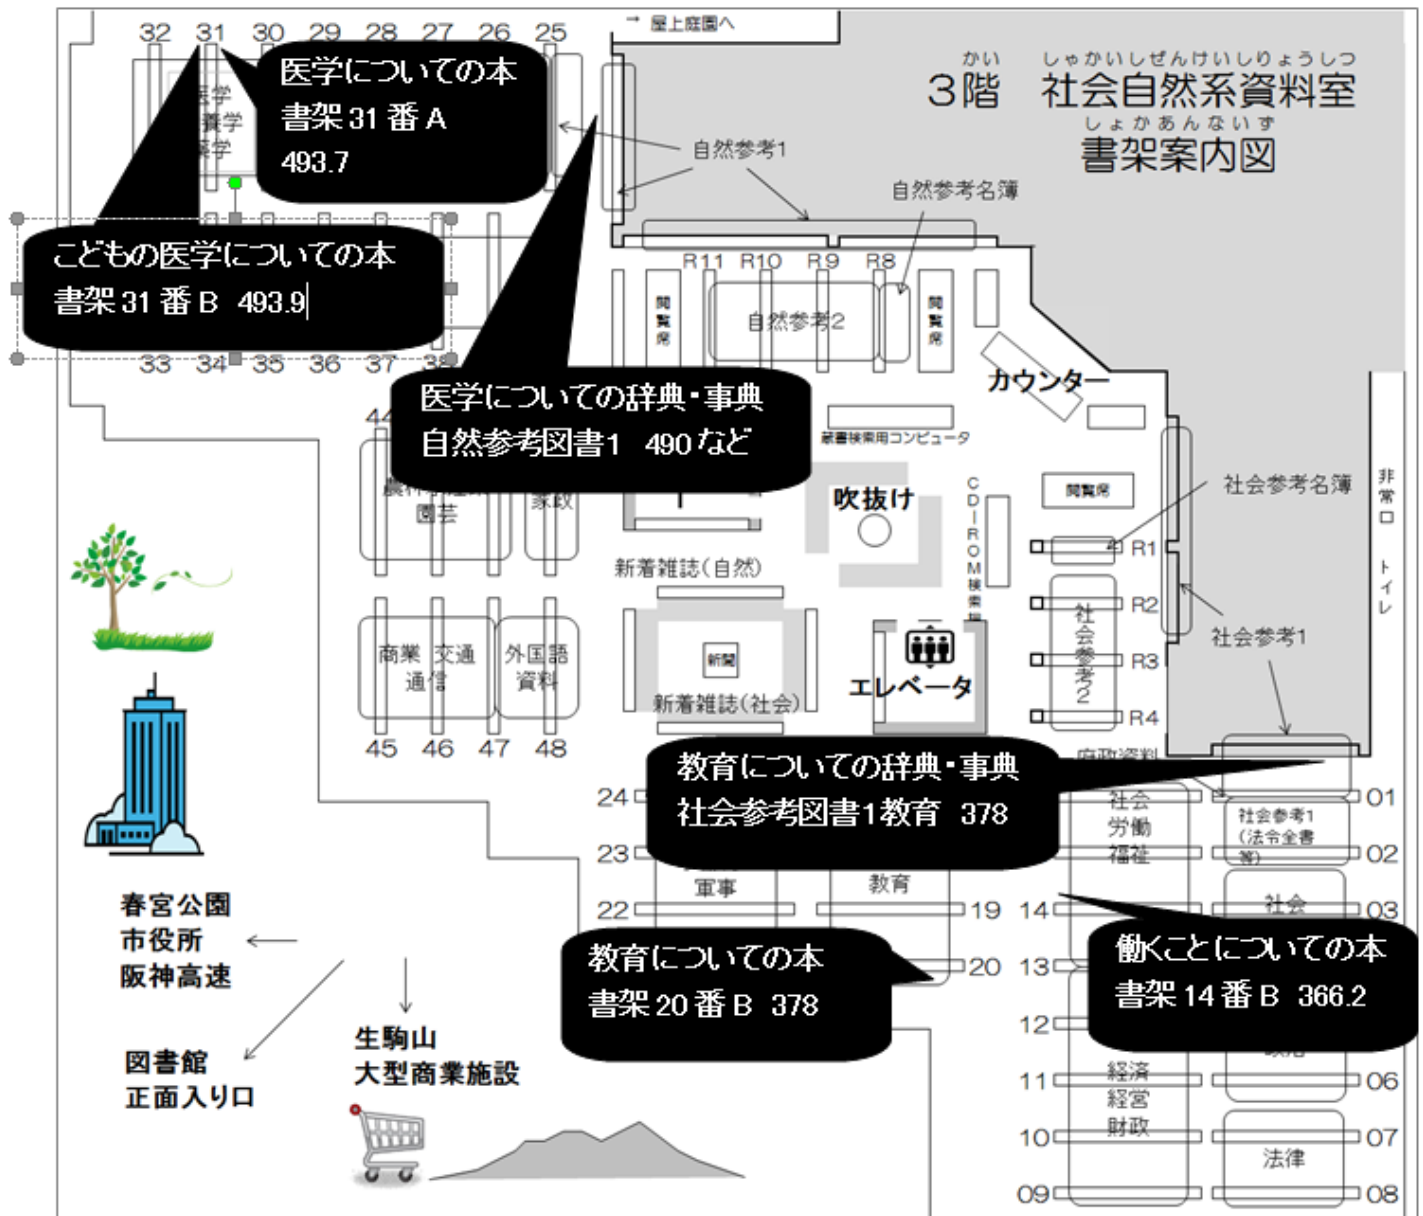 → 屋上庭園へ
かい しゃかいしぜんけいしりょうしつ
3階 社会自然系資料室
しょかあんないず
書架案内図
32 31 30 29 28 27 26 25
医学についての本
書架 31 番 A
493.7
医学
養学
薬学
自然参考1
自然参考名簿
こどもの医学についての本
書架 31 番 B 493.9
R11 R10 R9 R8
閲覧席
自然参考2
閲覧席
33 34 35 36 37 38
カウンター
医学についての辞典・事典
自然参考図書1 490 など
蔵書検索用コンピュータ
44
園芸
家政
吹抜け
CD-ROM検索
閲覧席
社会参考名簿
非常口 トイレ
R1
新着雑誌(自然)
R2
社会参考2
社会参考1
R3
R4
商業 交通
通信
外国語
資料
新聞
新着雑誌(社会)
エレベータ
45 46 47 48
府政資料
教育についての辞典・事典
社会参考図書1教育 378
24
社会
労働
福祉
01
社会参考1
(法令全書
等)
23
02
軍事
教育
社会
22
19 14
03
教育についての本
書架 20 番 B 378
20 13
働くことについての本
書架 14 番 B 366.2
春宮公園
市役所
阪神高速
12
図書館
正面入り口
生駒山
大型商業施設
経済
経営
財政
11
06
10
07
法律
09
08